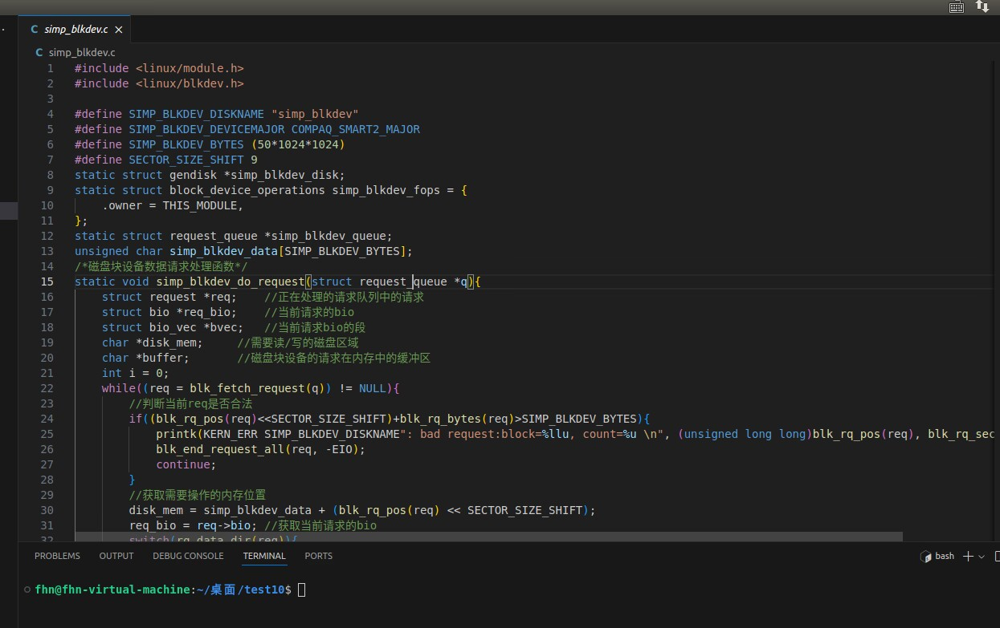 simp_blkdev.c
simp_blkdev.c
1 #include <linux/module.h>
2 #include <linux/blkdev.h>
3
4 #define SIMP_BLKDEV_DISKNAME "simp_blkdev"
5 #define SIMP_BLKDEV_DEVICEMAJOR COMPAQ_SMART2_MAJOR
6 #define SIMP_BLKDEV_BYTES (50*1024*1024)
7 #define SECTOR_SIZE_SHIFT 9
8 static struct gendisk *simp_blkdev_disk;
9 static struct block_device_operations simp_blkdev_fops = {
10     .owner = THIS_MODULE,
11 };
12 static struct request_queue *simp_blkdev_queue;
13 unsigned char simp_blkdev_data[SIMP_BLKDEV_BYTES];
14 /*磁盘块设备数据请求处理函数*/
15 static void simp_blkdev_do_request(struct request_queue *q){
16     struct request *req;    //正在处理的请求队列中的请求
17     struct bio *req_bio;    //当前请求的bio
18     struct bio_vec *bvec;   //当前请求bio的段
19     char *disk_mem;     //需要读/写的磁盘区域
20     char *buffer;       //磁盘块设备的请求在内存中的缓冲区
21     int i = 0;
22     while((req = blk_fetch_request(q)) != NULL){
23         //判断当前req是否合法
24         if((blk_rq_pos(req)<<SECTOR_SIZE_SHIFT)+blk_rq_bytes(req)>SIMP_BLKDEV_BYTES){
25             printk(KERN_ERR SIMP_BLKDEV_DISKNAME": bad request:block=%llu, count=%u \n", (unsigned long long)blk_rq_pos(req), blk_rq_sec
26             blk_end_request_all(req, -EIO);
27             continue;
28         }
29         //获取需要操作的内存位置
30         disk_mem = simp_blkdev_data + (blk_rq_pos(req) << SECTOR_SIZE_SHIFT);
31         req_bio = req->bio; //获取当前请求的bio
32         switch(rq_data_dir(req)){
PROBLEMS OUTPUT DEBUG CONSOLE TERMINAL PORTS bash
fhn@fhn-virtual-machine:~/桌面/test10$